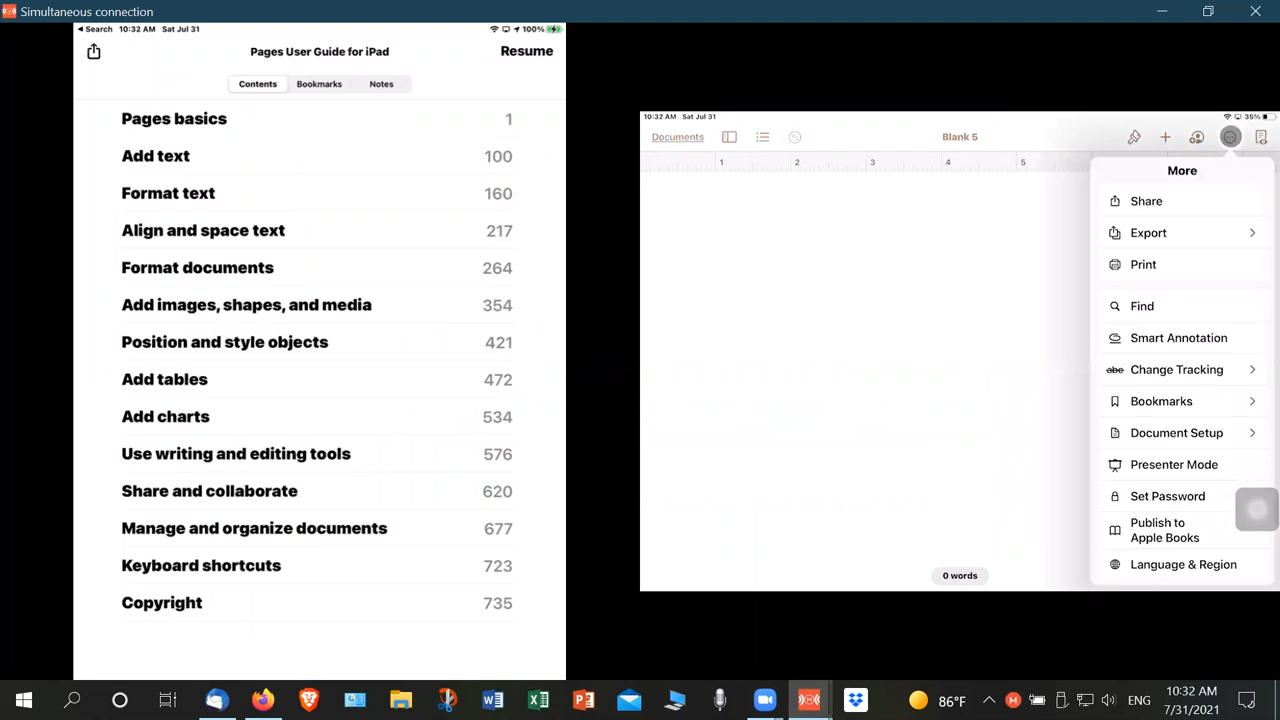 Simultaneous connection
Search 10:32 AM Sat Jul 31
100%
Pages User Guide for iPad
Resume
Contents
Bookmarks
Notes
Pages basics 1
Add text 100
Format text 160
Align and space text 217
Format documents 264
Add images, shapes, and media 354
Position and style objects 421
Add tables 472
Add charts 534
Use writing and editing tools 576
Share and collaborate 620
Manage and organize documents 677
Keyboard shortcuts 723
Copyright 735
10:32 AM Sat Jul 31
35%
Documents
Blank 5
1 2 3 4 5
More
Share
Export
Print
Find
Smart Annotation
abc Change Tracking
Bookmarks
Document Setup
Presenter Mode
Set Password
Publish to
Apple Books
Language & Region
0 words
86°F
ENG
10:32 AM
7/31/2021